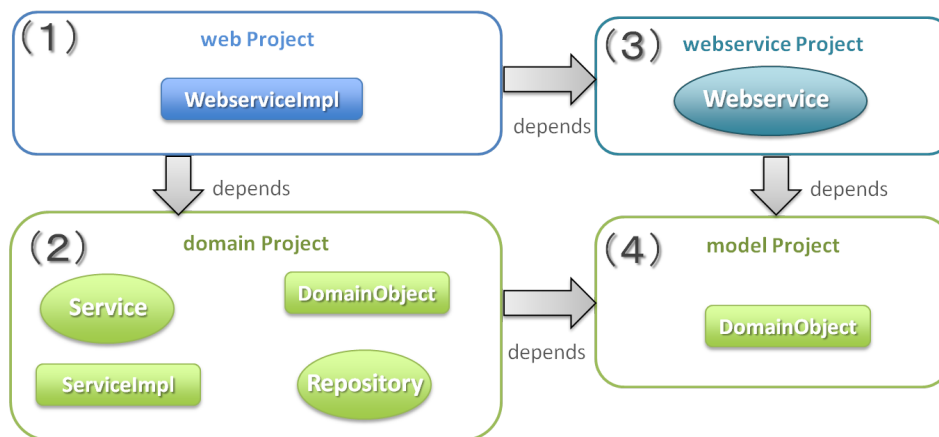 (1)
web Project
WebserviceImpl
depends
(3)
webservice Project
Webservice
depends
depends
(2)
domain Project
Service
DomainObject
ServiceImpl
Repository
depends
(4)
model Project
DomainObject